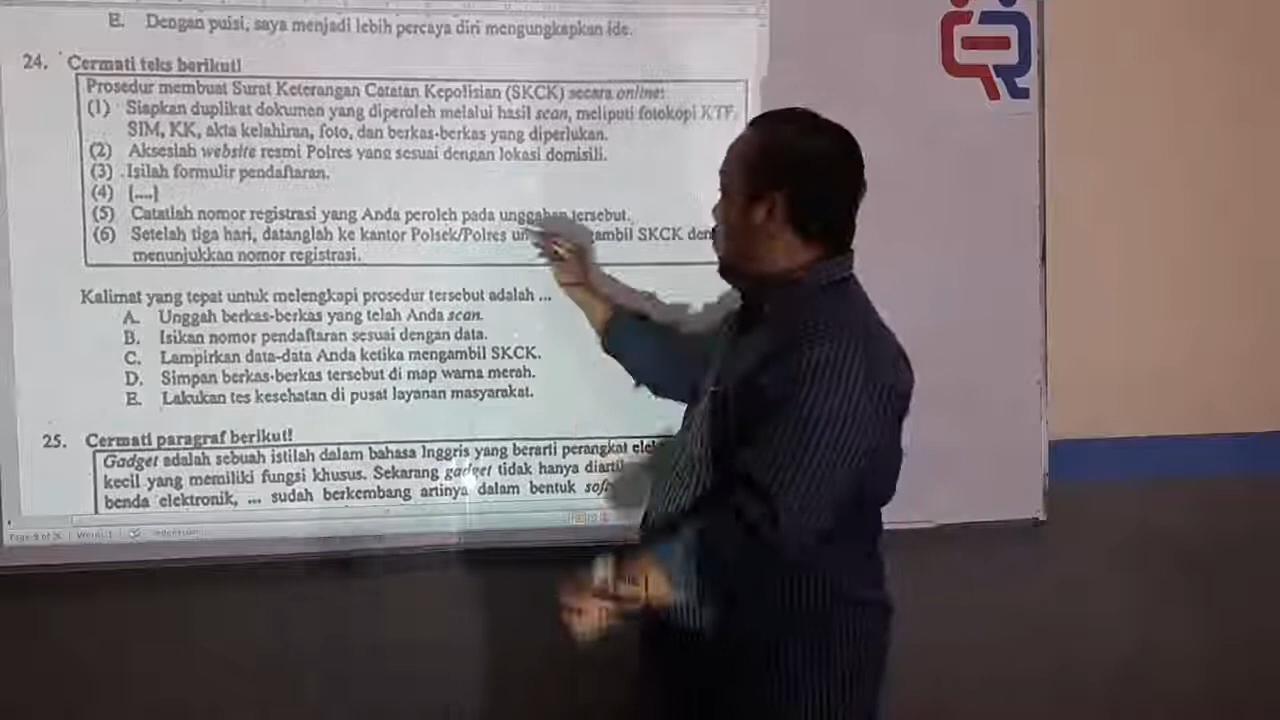 E. Dengan puisi, saya menjadi lebih percaya diri mengungkapkan ide.
24. Cermati teks berikut!
Prosedur membuat Surat Keterangan Catatan Kepolisian (SKCK) secara online:
(1) Siapkan duplikat dokumen yang diperoleh melalui hasil scan, meliputi fotokopi KTP,
SIM, KK, akta kelahiran, foto, dan berkas-berkas yang diperlukan.
(2) Akseslah website resmi Polres yang sesuai dengan lokasi domisili.
(3) Isilah formulir pendaftaran.
(4) [....]
(5) Catatlah nomor registrasi yang Anda peroleh pada unggahan tersebut.
(6) Setelah tiga hari, datanglah ke kantor Polsek/Polres SKCK
menunjukkan nomor registrasi.
Kalimat yang tepat untuk melengkapi prosedur tersebut adalah ...
A. Unggah berkas-berkas yang telah Anda scan.
B. Isikan nomor pendaftaran sesuai dengan data.
C. Lampirkan data-data Anda ketika mengambil SKCK.
D. Simpan berkas-berkas tersebut di map warna merah.
E. Lakukan tes kesehatan di pusat layanan masyarakat.
25. Cermati paragraf berikut!
Gadget adalah sebuah istilah dalam bahasa Inggris yang berarti perangkat
kecil yang memiliki fungsi khusus. Sekarang gadget tidak hanya
benda elektronik, ... sudah berkembang artinya dalam bentuk